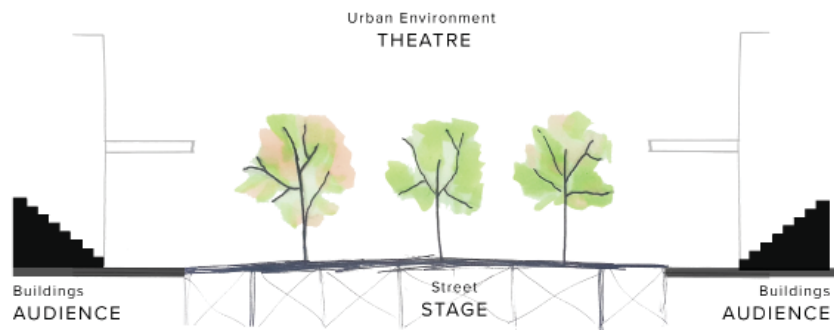 Urban Environment
THEATRE
Street
STAGE
Buildings
AUDIENCE
Buildings
AUDIENCE